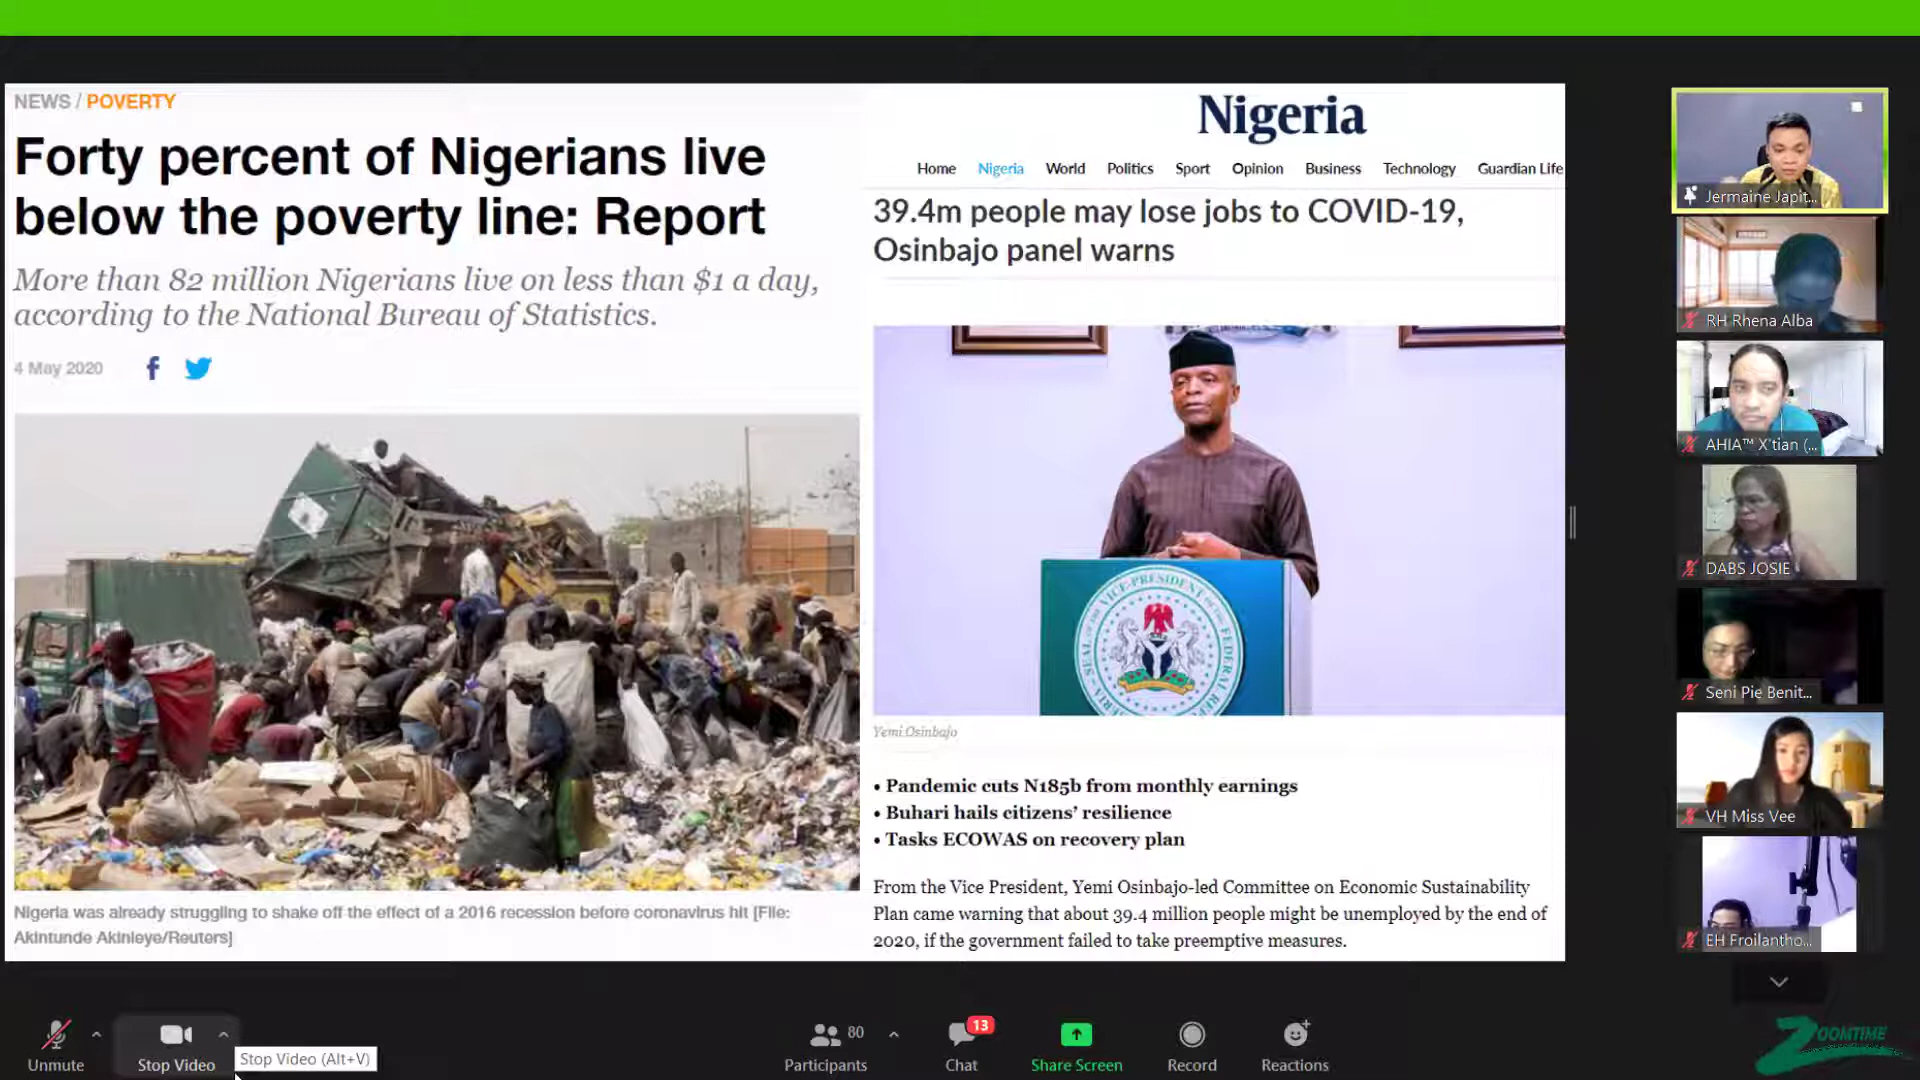 NEWS / POVERTY
Forty percent of Nigerians live
below the poverty line: Report
More than 82 million Nigerians live on less than $1 a day,
according to the National Bureau of Statistics.
4 May 2020
Nigeria was already struggling to shake off the effect of a 2016 recession before coronavirus hit [File:
Akintunde Akinleye/Reuters]
Nigeria
Home Nigeria World Politics Sport Opinion Business Technology Guardian Life
39.4m people may lose jobs to COVID-19,
Osinbajo panel warns
Yemi Osinbajo
• Pandemic cuts N185b from monthly earnings
• Buhari hails citizens’ resilience
• Tasks ECOWAS on recovery plan
From the Vice President, Yemi Osinbajo-led Committee on Economic Sustainability
Plan came warning that about 39.4 million people might be unemployed by the end of
2020, if the government failed to take preemptive measures.
Jermaine Japit...
RH Rhena Alba
AHIA™ X'tian (...
DABS JOSIE
Seni Pie Benit...
VH Miss Vee
EH Froilantho...
Unmute
Stop Video
Stop Video (Alt+V)
80
Participants
13
Chat
Share Screen
Record
Reactions
ZOOMTIME